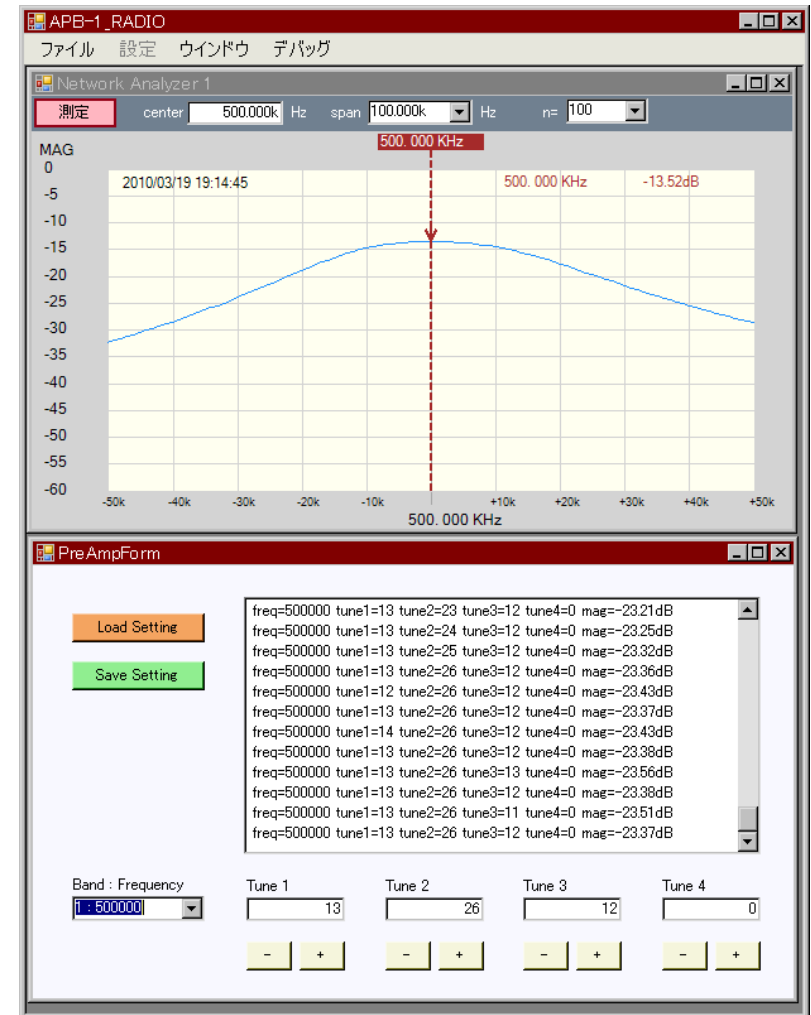 APB-1_RADIO
ファイル 設定 ウインドウ デバッグ
Network Analyzer 1
測定 center 500.000k Hz span 100.000k Hz n= 100
500. 000 KHz
MAG
0
2010/03/19 19:14:45 500. 000 KHz -13.52dB
-5
-10
-15
-20
-25
-30
-35
-40
-45
-50
-55
-60
-50k -40k -30k -20k -10k +10k +20k +30k +40k +50k
500. 000 KHz
PreAmpForm
Load Setting
Save Setting
freq=500000 tune1=13 tune2=23 tune3=12 tune4=0 mag=-23.21dB
freq=500000 tune1=13 tune2=24 tune3=12 tune4=0 mag=-23.25dB
freq=500000 tune1=13 tune2=25 tune3=12 tune4=0 mag=-23.32dB
freq=500000 tune1=13 tune2=26 tune3=12 tune4=0 mag=-23.36dB
freq=500000 tune1=12 tune2=26 tune3=12 tune4=0 mag=-23.43dB
freq=500000 tune1=13 tune2=26 tune3=12 tune4=0 mag=-23.37dB
freq=500000 tune1=14 tune2=26 tune3=12 tune4=0 mag=-23.43dB
freq=500000 tune1=13 tune2=26 tune3=12 tune4=0 mag=-23.38dB
freq=500000 tune1=13 tune2=26 tune3=13 tune4=0 mag=-23.56dB
freq=500000 tune1=13 tune2=26 tune3=12 tune4=0 mag=-23.38dB
freq=500000 tune1=13 tune2=26 tune3=11 tune4=0 mag=-23.51dB
freq=500000 tune1=13 tune2=26 tune3=12 tune4=0 mag=-23.37dB
Band : Frequency Tune 1 Tune 2 Tune 3 Tune 4
1 : 500000 13 26 12 0
- + - + - + - +